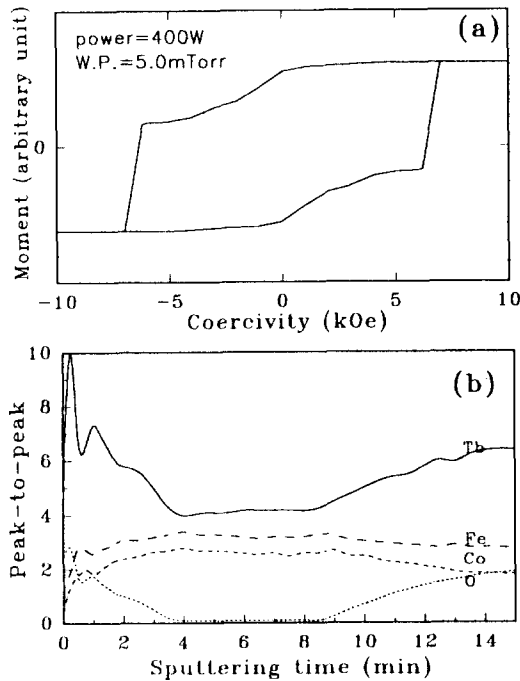 (a)
power=400W
W.P.=5.0mTorr
Moment (arbitrary unit)
0
-10
-5
0
5
10
Coercivity (kOe)
(b)
10
8
6
4
2
0
Peak-to-peak
Tb
Fe
Co
O
0
2
4
6
8
10
12
14
Sputtering time (min)